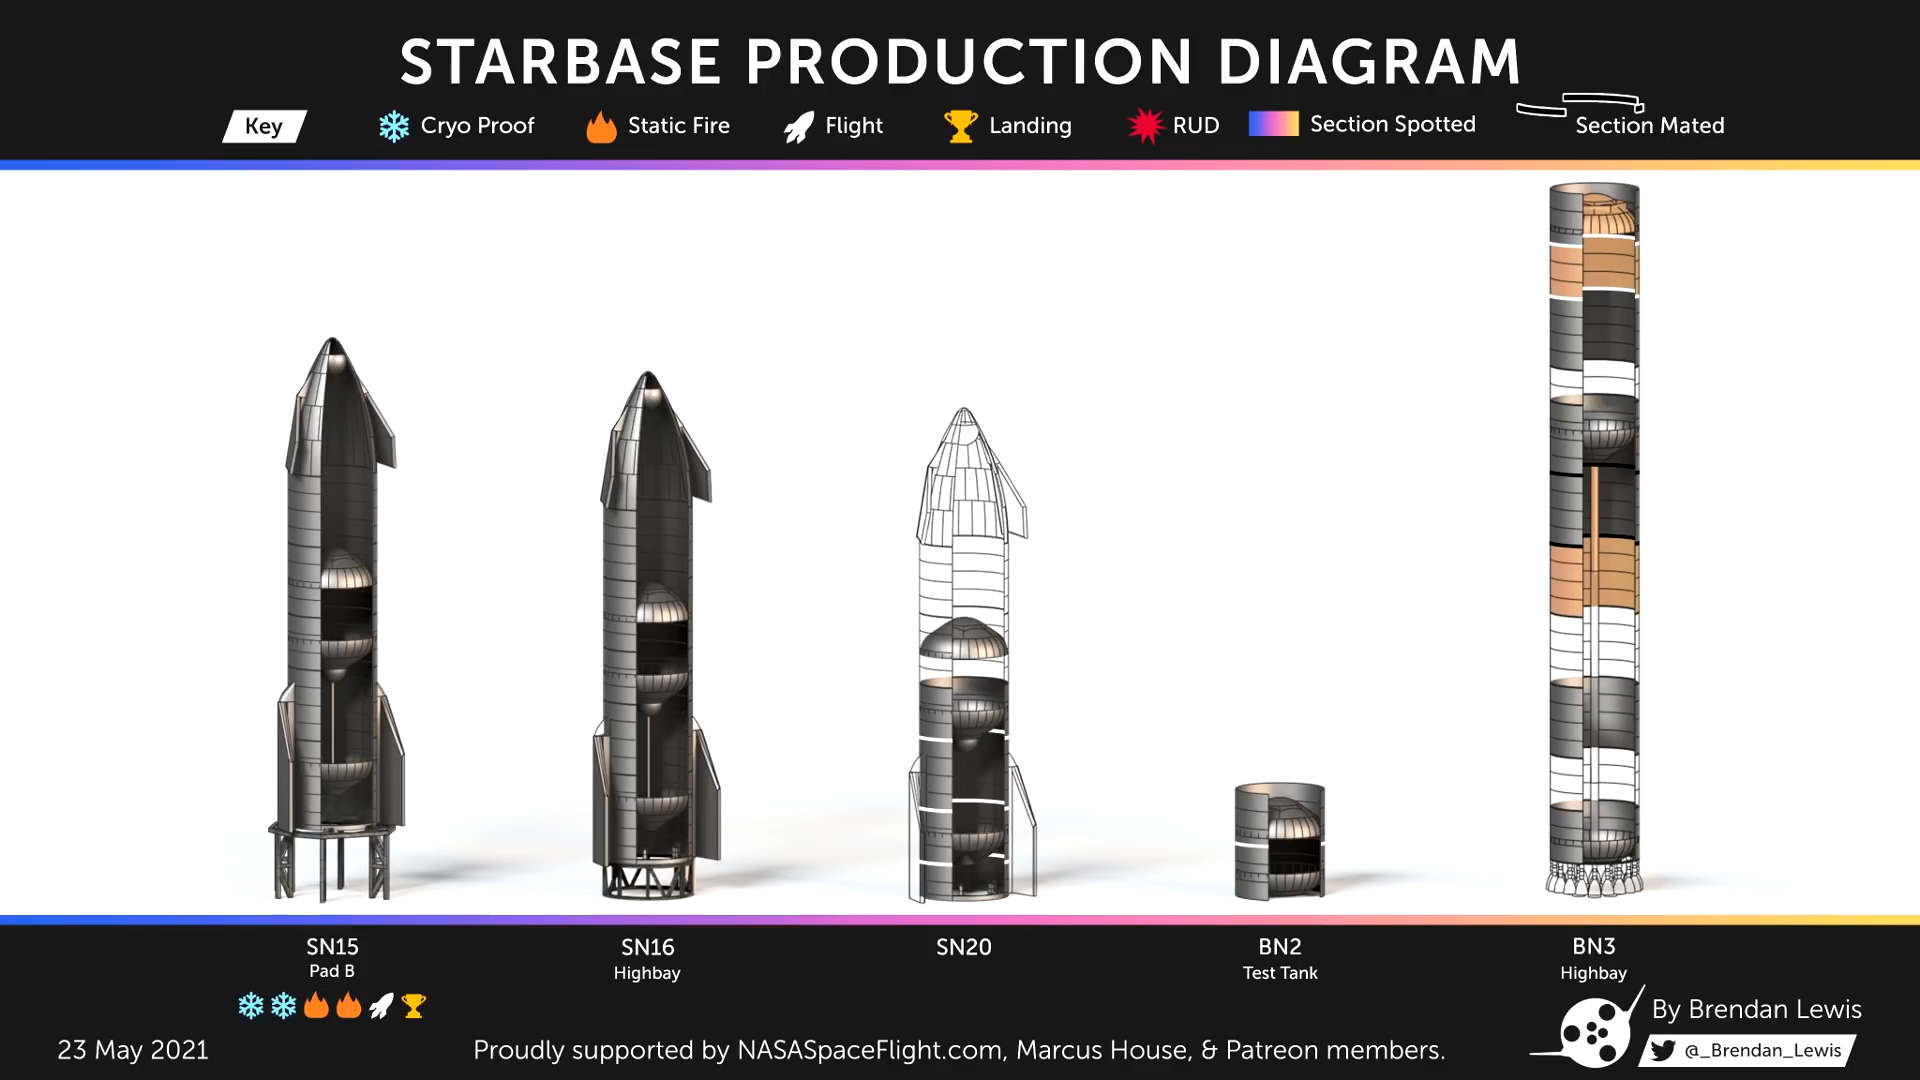 STARBASE PRODUCTION DIAGRAM
Key
Cryo Proof
Static Fire
Flight
Landing
RUD
Section Spotted
Section Mated
SN15
Pad B
SN16
Highbay
SN20
BN2
Test Tank
BN3
Highbay
By Brendan Lewis
23 May 2021
Proudly supported by NASASpaceFlight.com, Marcus House, & Patreon members.
@_Brendan_Lewis